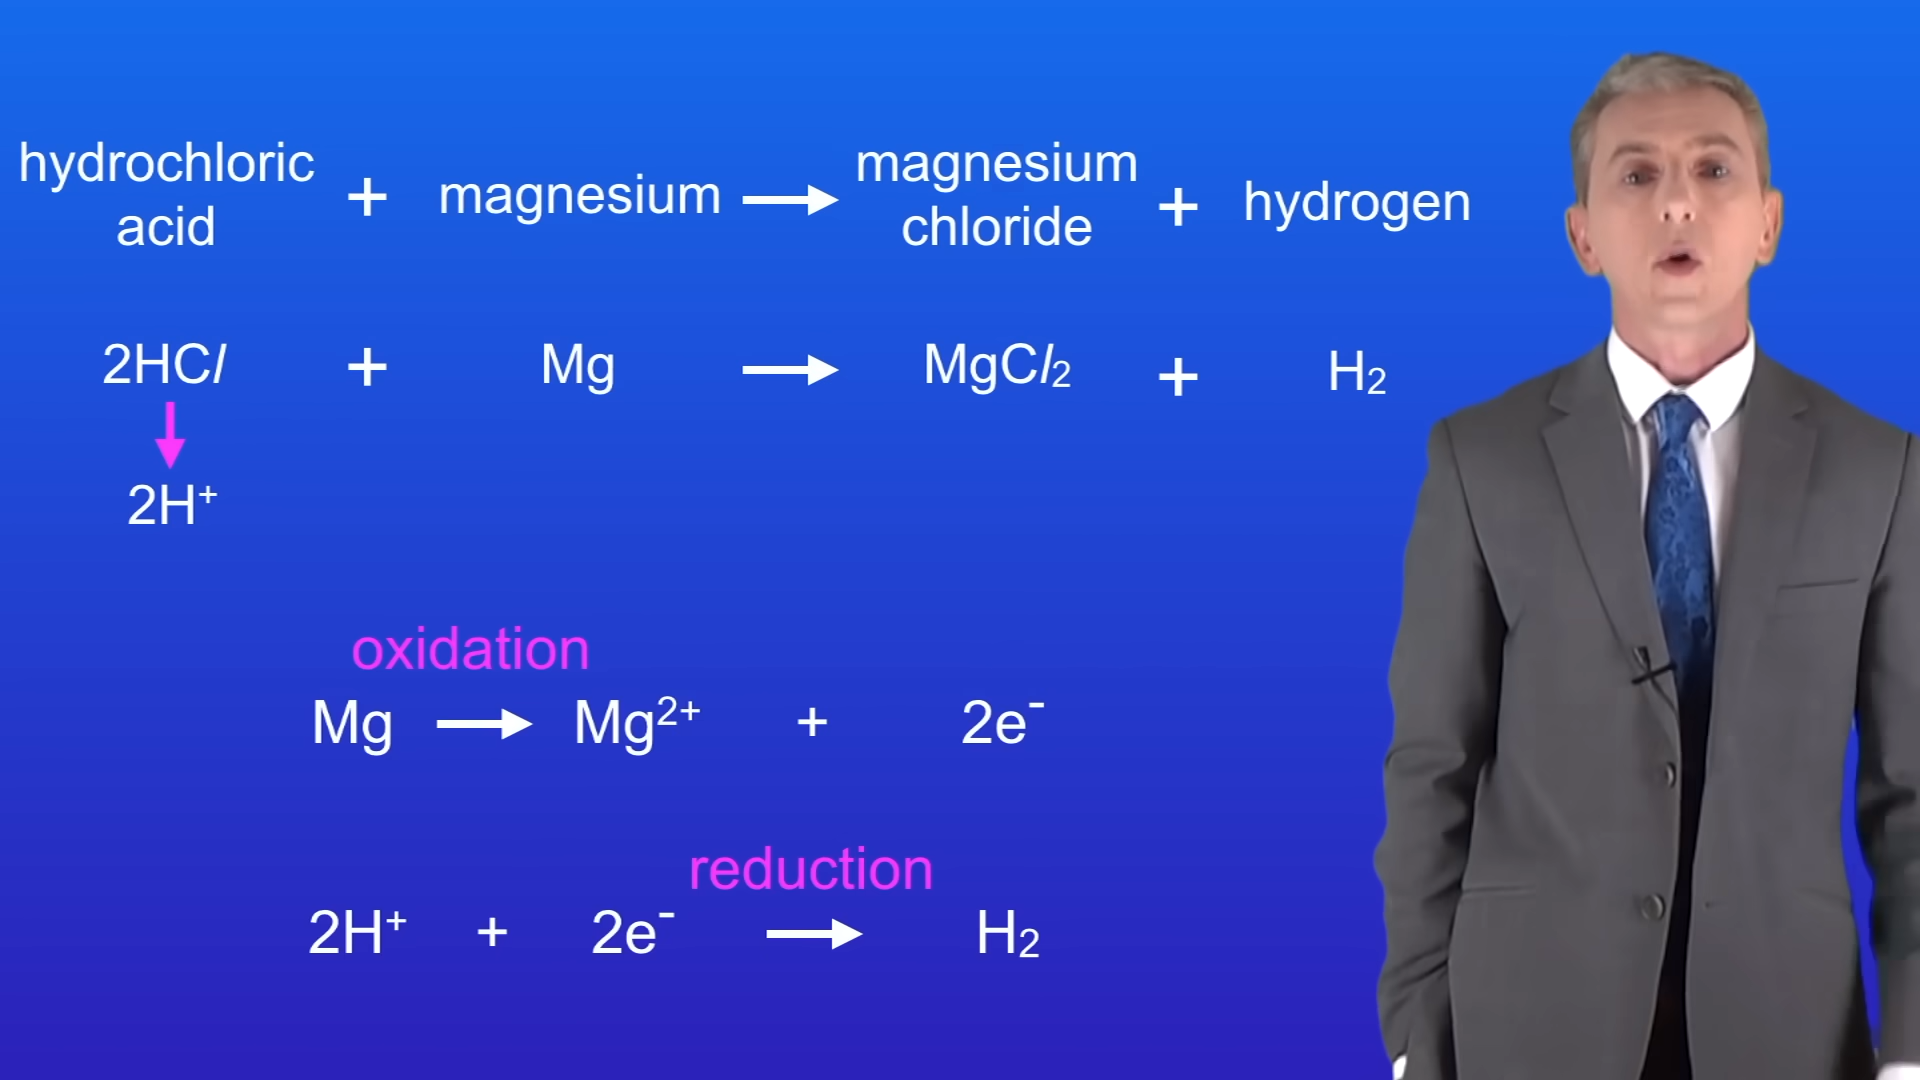 hydrochloric acid + magnesium → magnesium chloride + hydrogen
2HCl + Mg → MgCl₂ + H₂
↓
2H⁺
oxidation
Mg → Mg²⁺ + 2e⁻
reduction
2H⁺ + 2e⁻ → H₂